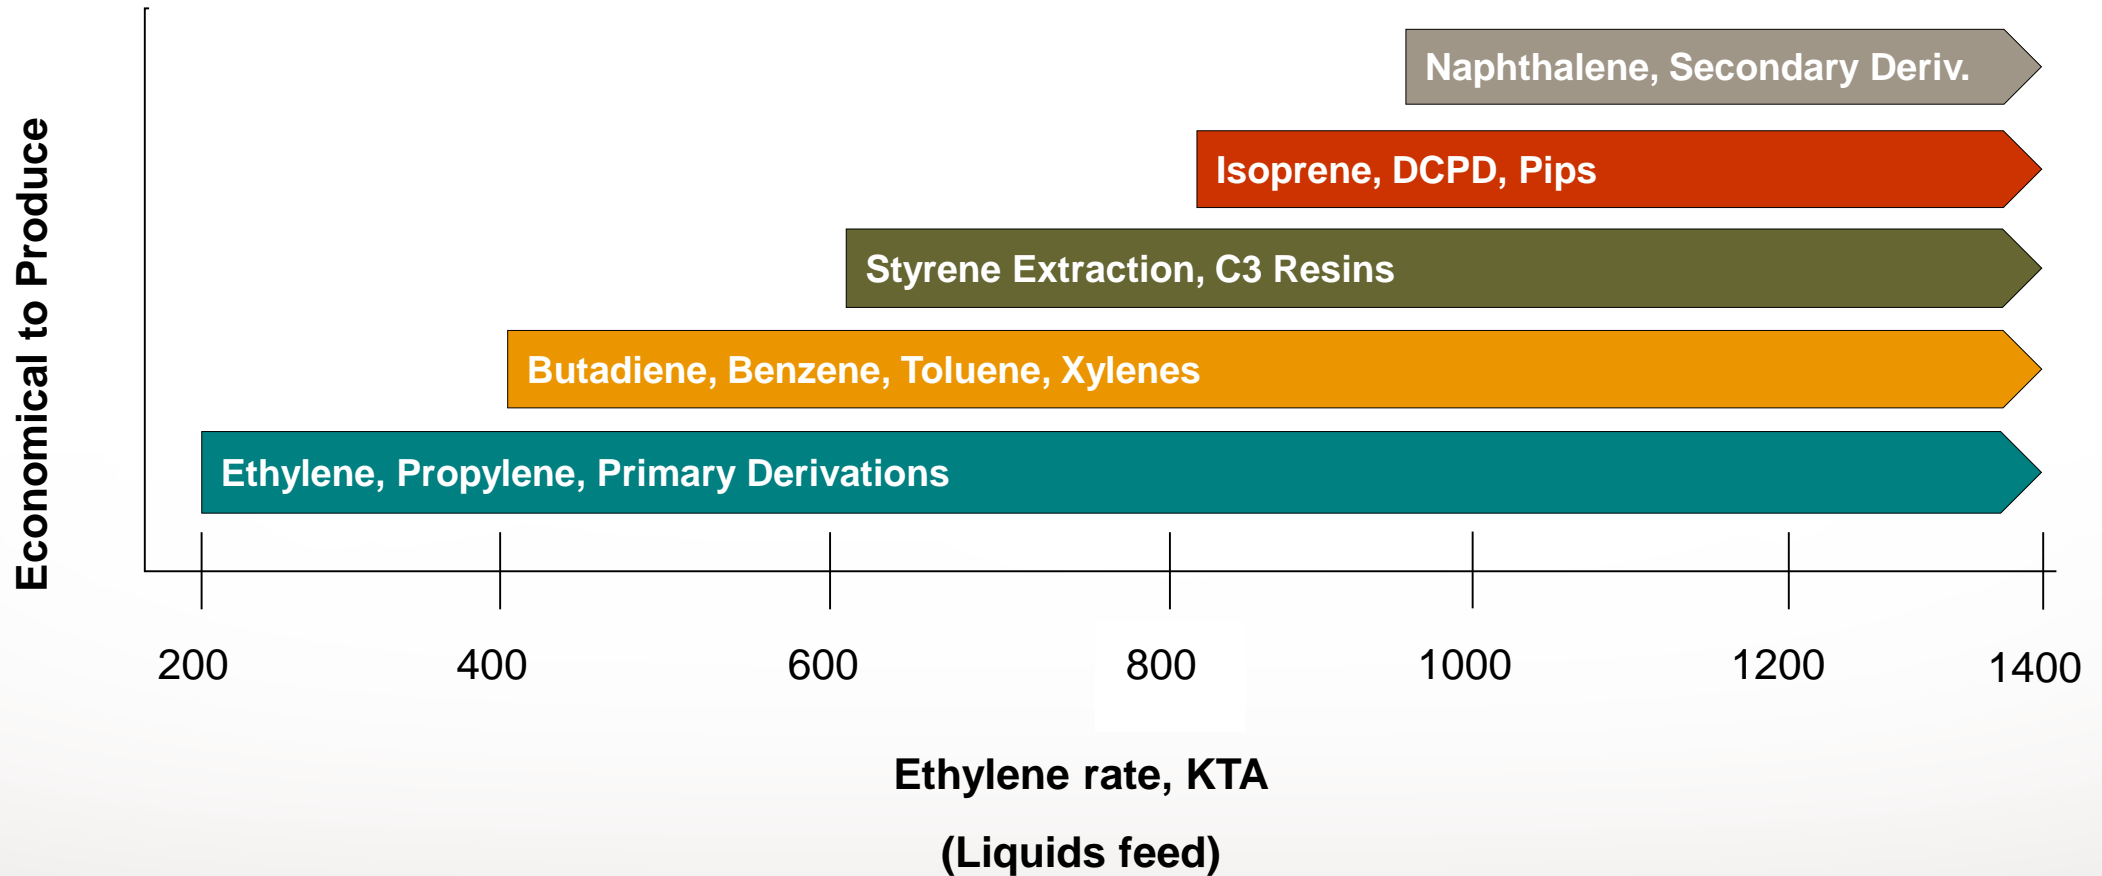 Economical to Produce
Naphthalene, Secondary Deriv.
Isoprene, DCPD, Pips
Styrene Extraction, C3 Resins
Butadiene, Benzene, Toluene, Xylenes
Ethylene, Propylene, Primary Derivations
200 400 600 800 1000 1200 1400
Ethylene rate, KTA
(Liquids feed)